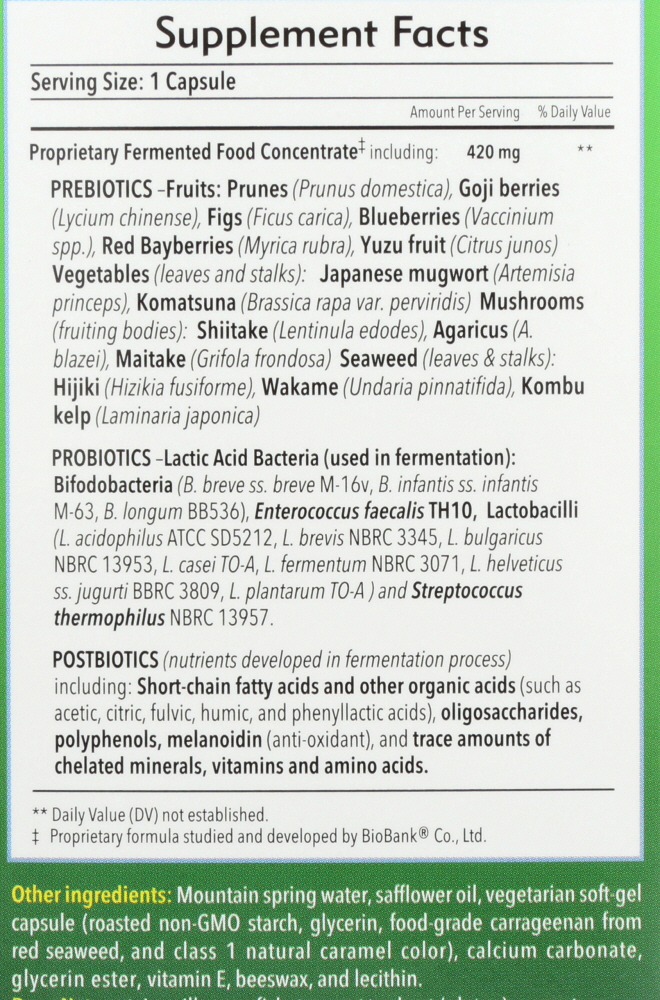 Supplement Facts
Serving Size: 1 Capsule
Amount Per Serving % Daily Value
Proprietary Fermented Food Concentrate‡ including: 420 mg **
PREBIOTICS –Fruits: Prunes (Prunus domestica), Goji berries
(Lycium chinense), Figs (Ficus carica), Blueberries (Vaccinium
spp.), Red Bayberries (Myrica rubra), Yuzu fruit (Citrus junos)
Vegetables (leaves and stalks): Japanese mugwort (Artemisia
princeps), Komatsuna (Brassica rapa var. perviridis) Mushrooms
(fruiting bodies): Shiitake (Lentinula edodes), Agaricus (A.
blazei), Maitake (Grifola frondosa) Seaweed (leaves & stalks):
Hijiki (Hizikia fusiforme), Wakame (Undaria pinnatifida), Kombu
kelp (Laminaria japonica)
PROBIOTICS –Lactic Acid Bacteria (used in fermentation):
Bifodobacteria (B. breve ss. breve M-16v, B. infantis ss. infantis
M-63, B. longum BB536), Enterococcus faecalis TH10, Lactobacilli
(L. acidophilus ATCC SD5212, L. brevis NBRC 3345, L. bulgaricus
NBRC 13953, L. casei TO-A, L. fermentum NBRC 3071, L. helveticus
ss. jugurti BBRC 3809, L. plantarum TO-A ) and Streptococcus
thermophilus NBRC 13957.
POSTBIOTICS (nutrients developed in fermentation process)
including: Short-chain fatty acids and other organic acids (such as
acetic, citric, fulvic, humic, and phenyllactic acids), oligosaccharides,
polyphenols, melanoidin (anti-oxidant), and trace amounts of
chelated minerals, vitamins and amino acids.
** Daily Value (DV) not established.
‡ Proprietary formula studied and developed by BioBank® Co., Ltd.
Other ingredients: Mountain spring water, safflower oil, vegetarian soft-gel
capsule (roasted non-GMO starch, glycerin, food-grade carrageenan from
red seaweed, and class 1 natural caramel color), calcium carbonate,
glycerin ester, vitamin E, beeswax, and lecithin.